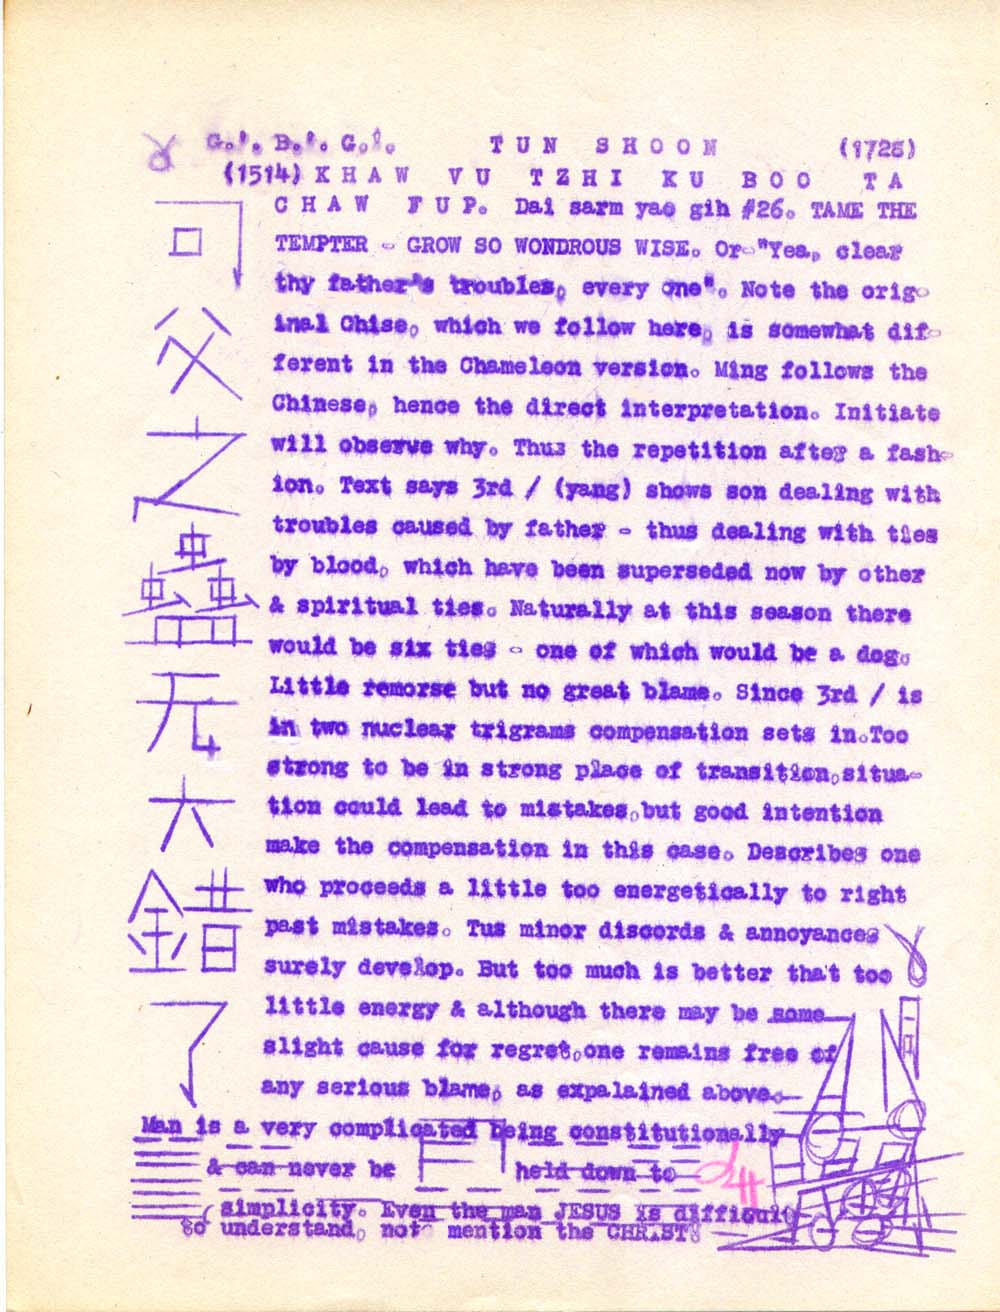 G.'. B.'. G.'. TUN SHOON (1725)
(1514) KHAW VU TZHI KU BOO TA
CHAW FUP. Dai sarm yao gih #26. TAME THE
TEMPTER - GROW SO WONDROUS WISE. Or-"Yea, clear
thy father's troubles, every one". Note the orig-
inal Chise, which we follow here, is somewhat dif-
ferent in the Chameleon version. Ming follows the
Chinese, hence the direct interpretation. Initiate
will observe why. Thus the repetition after a fash-
ion. Text says 3rd / (yang) shows son dealing with
troubles caused by father - thus dealing with ties
by blood, which have been superseded now by other
& spiritual ties. Naturally at this season there
would be six ties - one of which would be a dog.
Little remorse but no great blame. Since 3rd / is
in two nuclear trigrams compensation sets in.Too
strong to be in strong place of transition,situa-
tion could lead to mistakes,but good intention
make the compensation in this case. Describes one
who proceeds a little too energetically to right
past mistakes. Tus minor discords & annoyances
surely develop. But too much is better that too
little energy & although there may be some
slight cause for regret,one remains free of
any serious blame, as expalained above.
Man is a very complicated being constitutionally
& can never be held down to
simplicity. Even the man JESUS is difficult
to understand, not mention the CHRIST!
可
父
之
蠱
元
六
錯
了